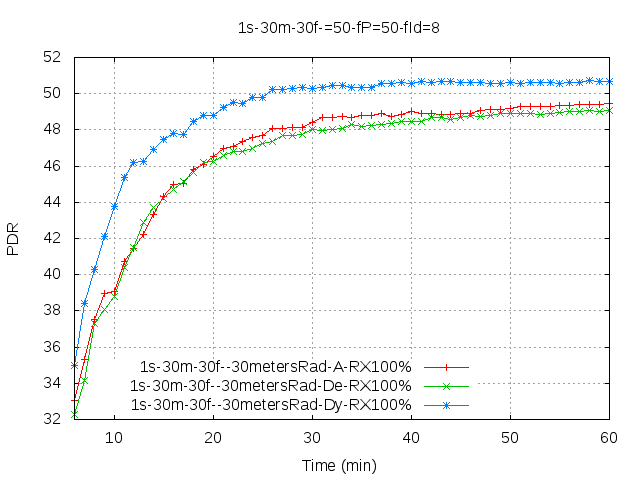 1s-30m-30f-=50-fP=50-fId=8
52
50
48
46
44
42
40
38
36
34
32
PDR
1s-30m-30f--30metersRad-A-RX100%
1s-30m-30f--30metersRad-De-RX100%
1s-30m-30f--30metersRad-Dy-RX100%
10 20 30 40 50 60
Time (min)